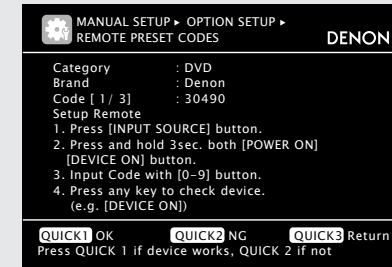 MANUAL SETUP ▸ OPTION SETUP ▸
REMOTE PRESET CODES
DENON
Category : DVD
Brand : Denon
Code [ 1/ 3] : 30490
Setup Remote
1. Press [INPUT SOURCE] button.
2. Press and hold 3sec. both [POWER ON]
[DEVICE ON] button.
3. Input Code with [0–9] button.
4. Press any key to check device.
(e.g. [DEVICE ON])
QUICK1 OK QUICK2 NG QUICK3 Return
Press QUICK 1 if device works, QUICK 2 if not